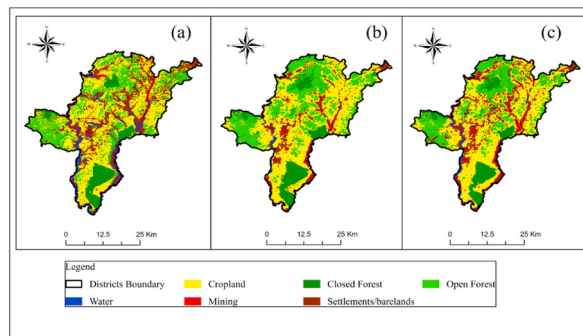 (a) (b) (c)
N N N
0 12.5 25 Km 0 12.5 25 Km 0 12.5 25 Km
Legend
Districts Boundary Cropland Closed Forest Open Forest
Water Mining Settlements/barelands